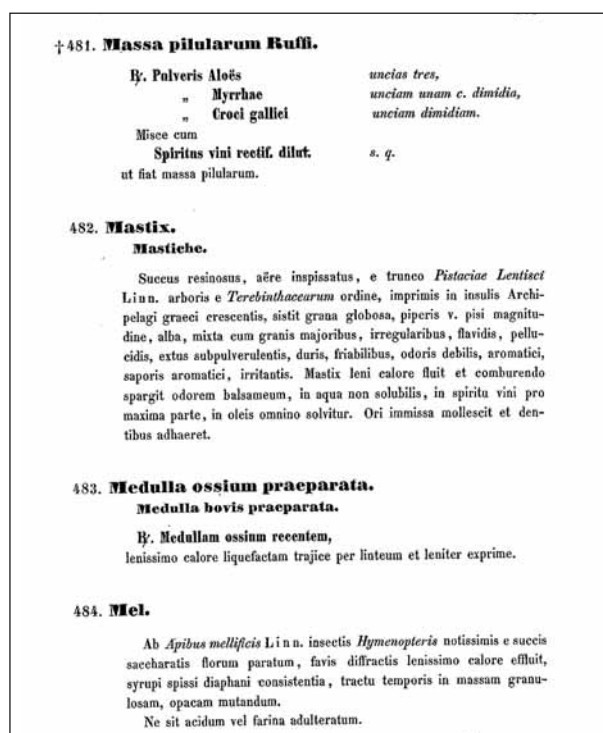 †481. Massa pilularum Ruffi.
℞. Pulveris Aloës uncias tres,
„ Myrrhae unciam unam c. dimidia,
„ Croci gallici unciam dimidiam.
Misce cum
Spiritus vini rectif. dilut. s. q.
ut fiat massa pilularum.
482. Mastix.
Mastiche.
Succus resinosus, aëre inspissatus, e trunco Pistaciae Lentisci
Linn. arboris e Terebinthacearum ordine, imprimis in insulis Archi-
pelagi graeci crescentis, sistit grana globosa, piperis v. pisi magnitu-
dine, alba, mixta cum granis majoribus, irregularibus, flavidis, pellu-
cidis, extus subpulverulentis, duris, friabilibus, odoris debilis, aromatici,
saporis aromatici, irritantis. Mastix leni calore fluit et comburendo
spargit odorem balsameum, in aqua non solubilis, in spiritu vini pro
maxima parte, in oleis omnino solvitur. Ori immissa mollescit et den-
tibus adhaeret.
483. Medulla ossium praeparata.
Medulla bovis praeparata.
℞. Medullam ossium recentem,
lenissimo calore liquefactam trajice per linteum et leniter exprime.
484. Mel.
Ab Apibus mellificis Linn. insectis Hymenopteris notissimis e succis
saccharatis florum paratum, favis diffractis lenissimo calore effluit,
syrupi spissi diaphani consistentia, tractu temporis in massam granu-
losam, opacam mutandum.
Ne sit acidum vel farina adulteratum.